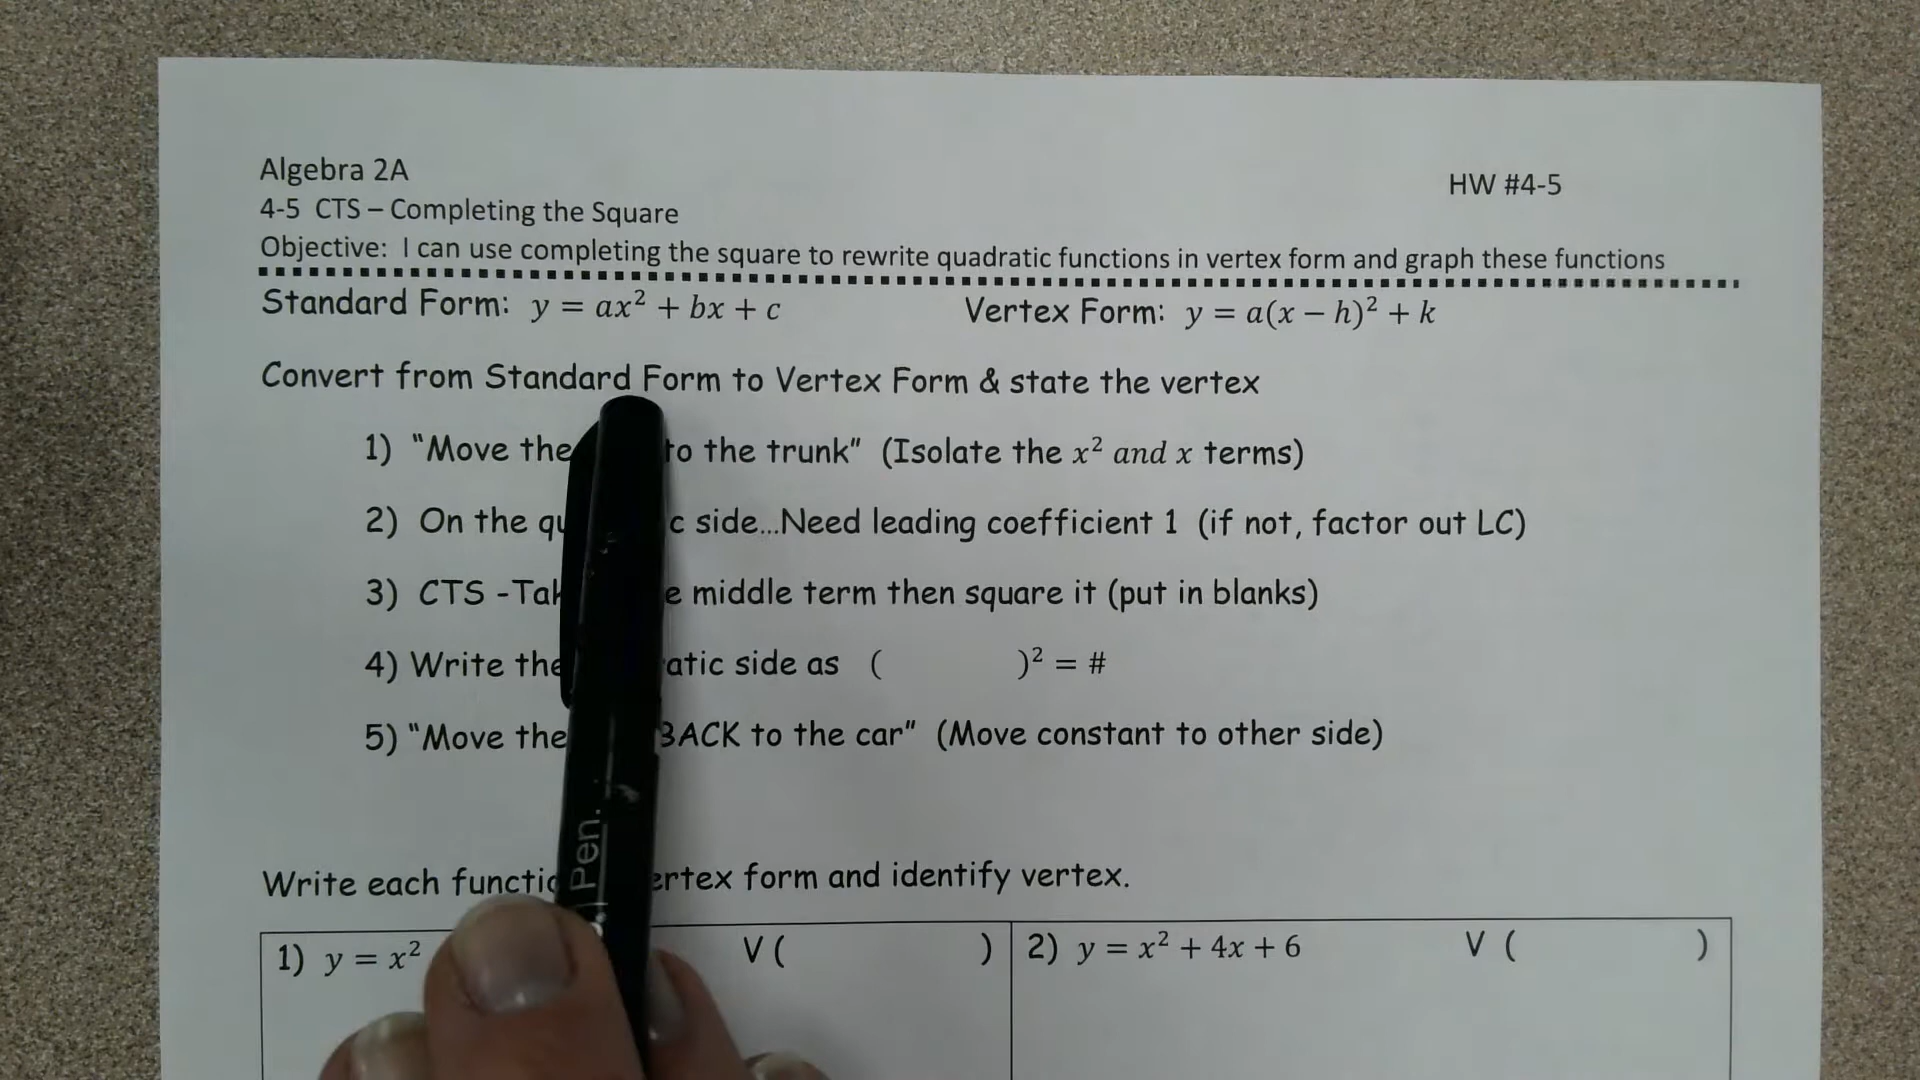 Algebra 2A
HW #4-5
4-5 CTS – Completing the Square
Objective: I can use completing the square to rewrite quadratic functions in vertex form and graph these functions
Standard Form: y = ax² + bx + c
Vertex Form: y = a(x − h)² + k
Convert from Standard Form to Vertex Form & state the vertex
1) "Move the to the trunk" (Isolate the x² and x terms)
2) On the side...Need leading coefficient 1 (if not, factor out LC)
3) CTS - middle term then square it (put in blanks)
4) Write the side as ( )² = #
5) "Move the BACK to the car" (Move constant to other side)
Write each vertex form and identify vertex.
1) y = x² V ( )
2) y = x² + 4x + 6 V ( )
Pen.